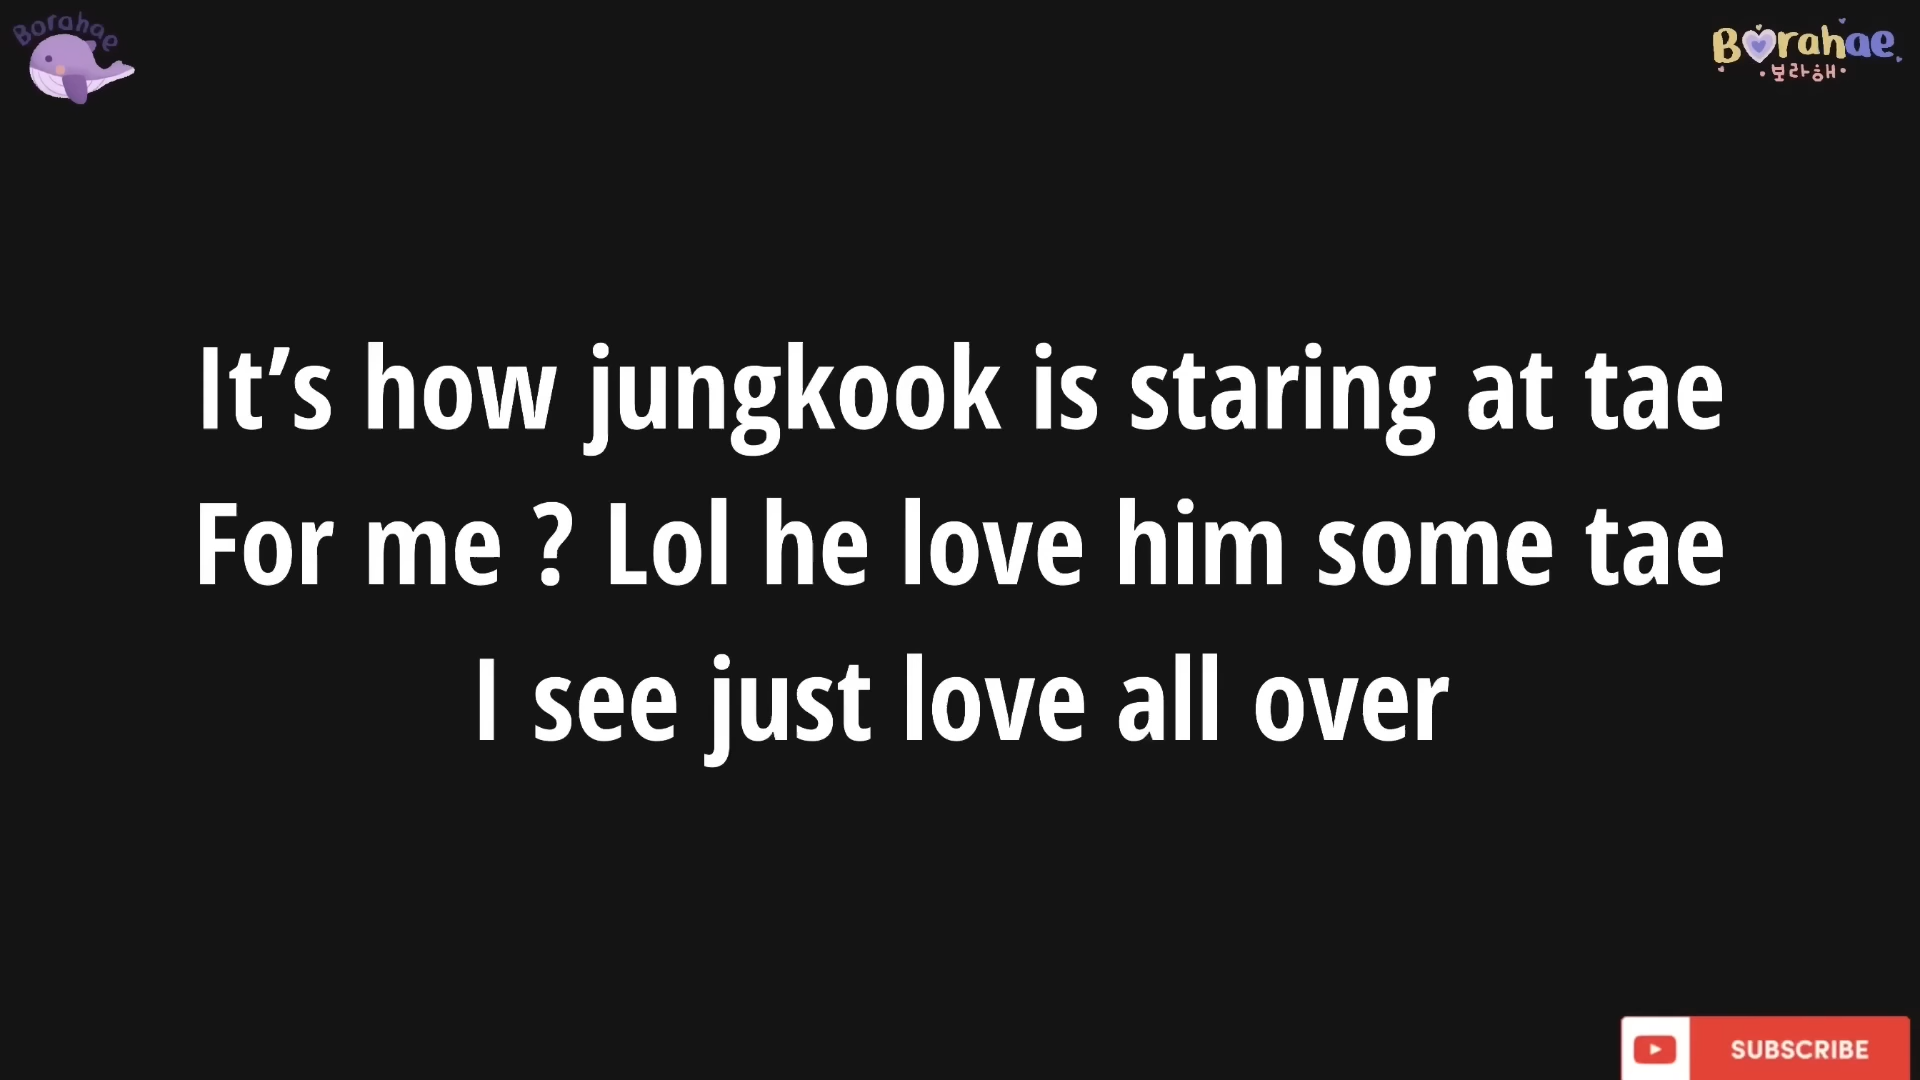 Borahae
Borahae
보라해
It’s how jungkook is staring at tae
For me ? Lol he love him some tae
I see just love all over
SUBSCRIBE